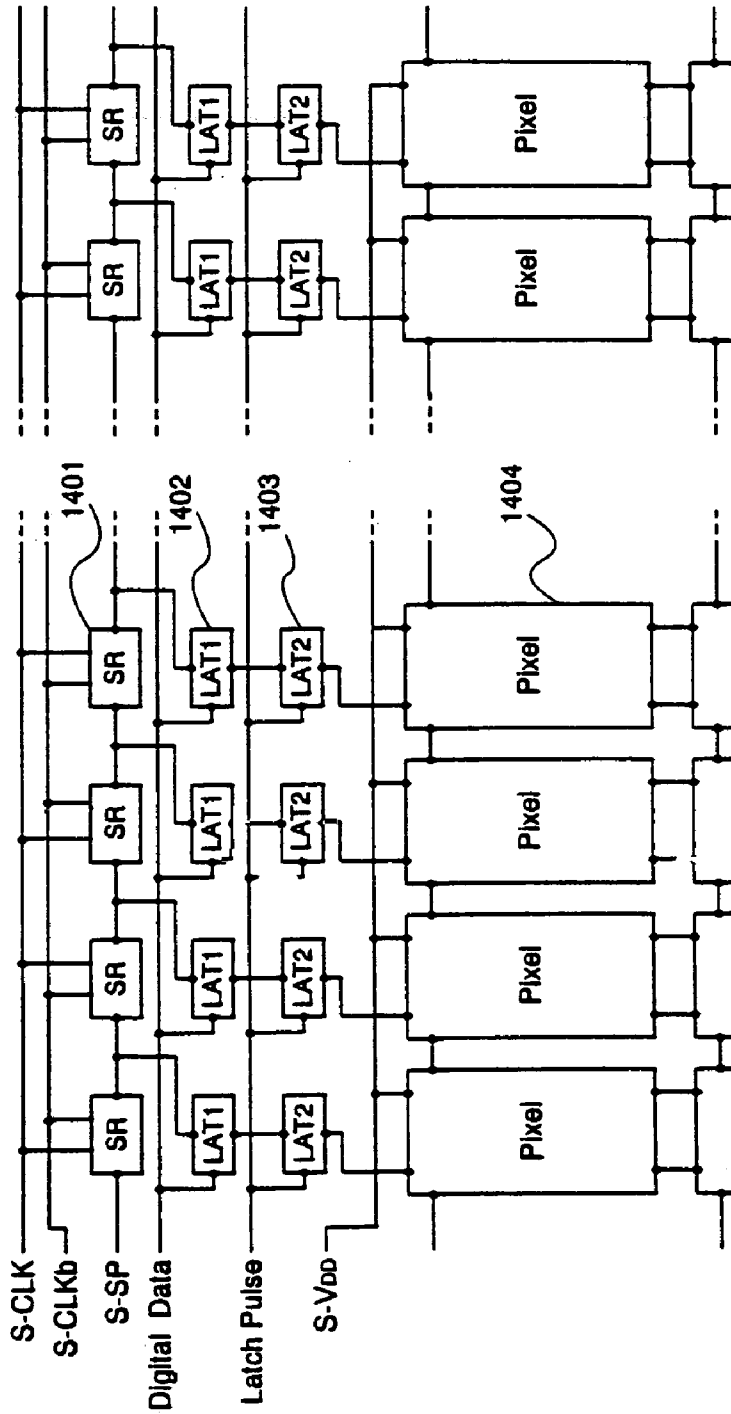 S-CLK
S-CLKb
S-SP
Digital Data
Latch Pulse
S-VDD
SR SR SR SR SR SR
1401
LAT1 LAT1 LAT1 LAT1 LAT1 LAT1
1402
LAT2 LAT2 LAT2 LAT2 LAT2 LAT2
1403
Pixel Pixel Pixel Pixel Pixel Pixel
1404